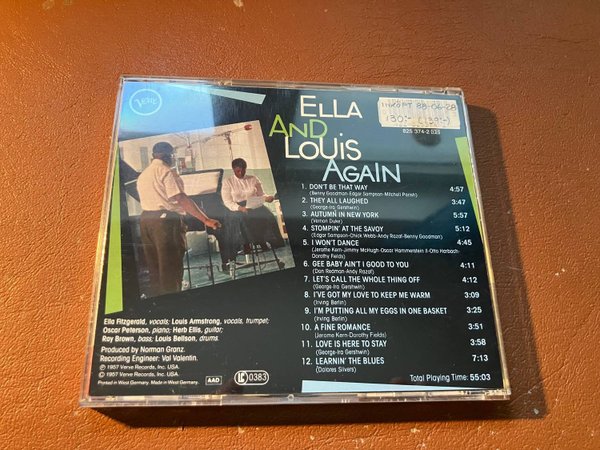 Verve
ELLA
AND
LOUIS
AGAIN
IMPORT 88-06-28
130:- (139:-)
825 374-2
1. DON'T BE THAT WAY 4:57
(Benny Goodman-Edgar Sampson-Mitchell Parish)
2. THEY ALL LAUGHED 3:47
(George-Ira Gershwin)
3. AUTUMN IN NEW YORK 5:57
(Vernon Duke)
4. STOMPIN' AT THE SAVOY 5:12
(Edgar Sampson-Chick Webb-Andy Razaf-Benny Goodman)
5. I WON'T DANCE 4:45
(Jerome Kern-Jimmy McHugh-Oscar Hammerstein II-Otto Harbach-
Dorothy Fields)
6. GEE BABY AIN'T I GOOD TO YOU 4:11
(Don Redman-Andy Razaf)
7. LET'S CALL THE WHOLE THING OFF 4:12
(George-Ira Gershwin)
8. I'VE GOT MY LOVE TO KEEP ME WARM 3:09
(Irving Berlin)
9. I'M PUTTING ALL MY EGGS IN ONE BASKET 3:25
(Irving Berlin)
10. A FINE ROMANCE 3:51
(Jerome Kern-Dorothy Fields)
11. LOVE IS HERE TO STAY 3:58
(George-Ira Gershwin)
12. LEARNIN' THE BLUES 7:13
(Dolores Silvers)
Total Playing Time: 55:03
Ella Fitzgerald, vocals; Louis Armstrong, vocals, trumpet;
Oscar Peterson, piano; Herb Ellis, guitar;
Ray Brown, bass; Louis Bellson, drums.
Produced by Norman Granz.
Recording Engineer: Val Valentin.
℗ 1957 Verve Records, Inc. USA.
© 1957 Verve Records, Inc. USA.
Printed in West Germany. Made in West Germany.
AAD
LC 0383